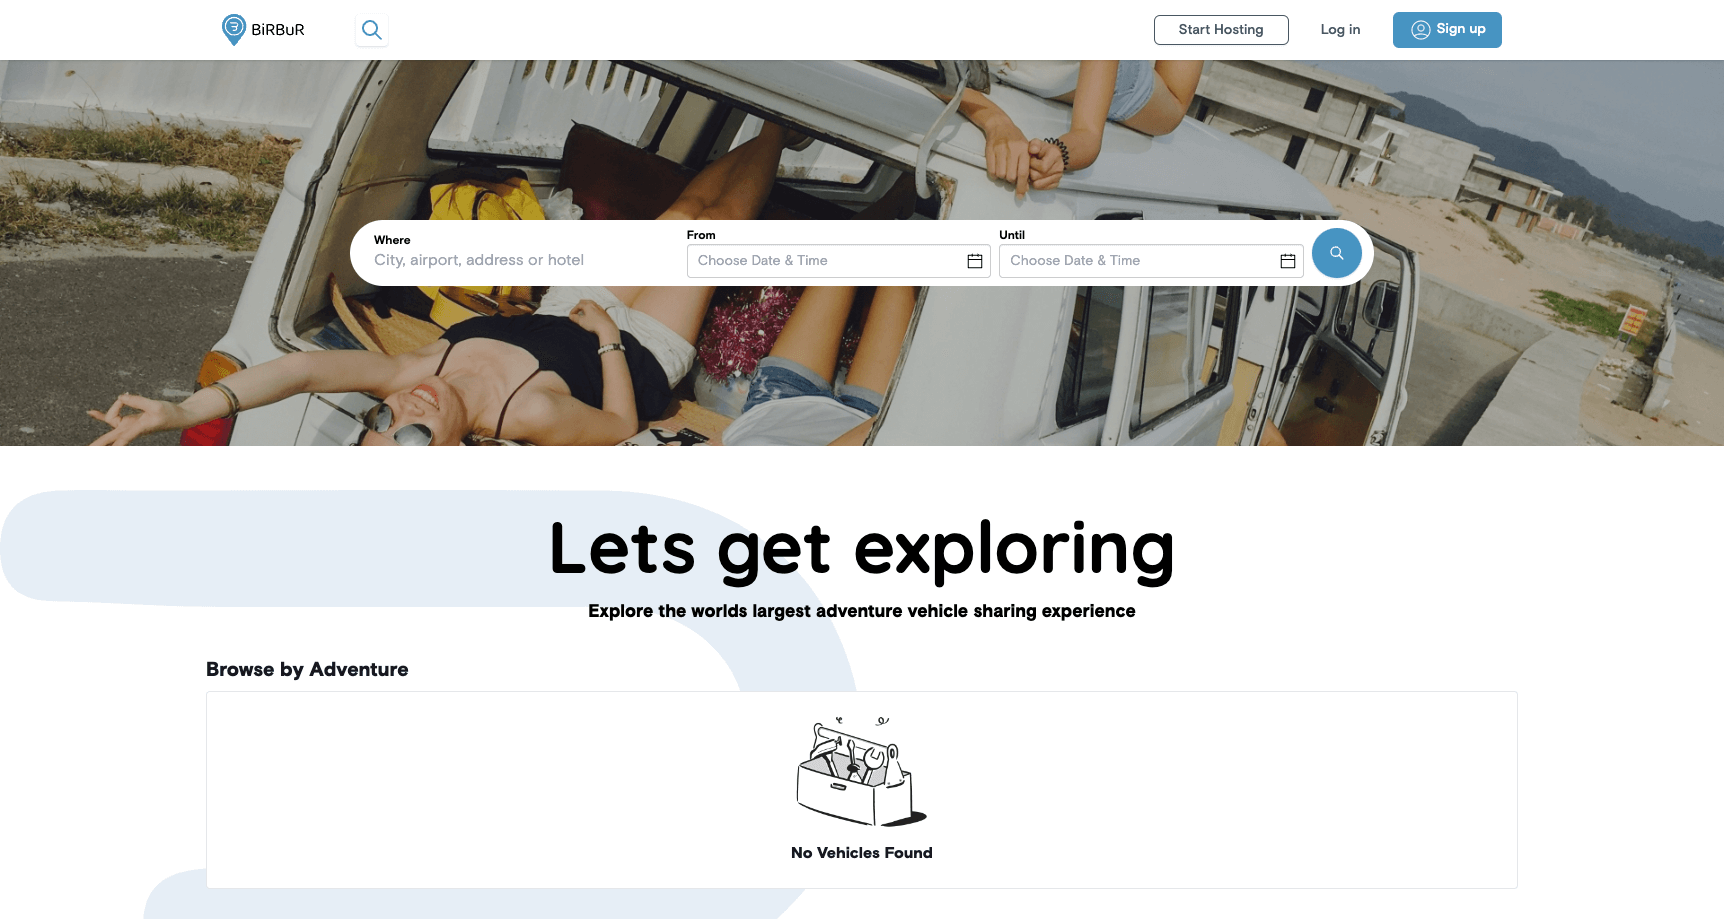 BiRBuR
Start Hosting
Log in
Sign up
Where
City, airport, address or hotel
From
Choose Date & Time
Until
Choose Date & Time
Lets get exploring
Explore the worlds largest adventure vehicle sharing experience
Browse by Adventure
No Vehicles Found